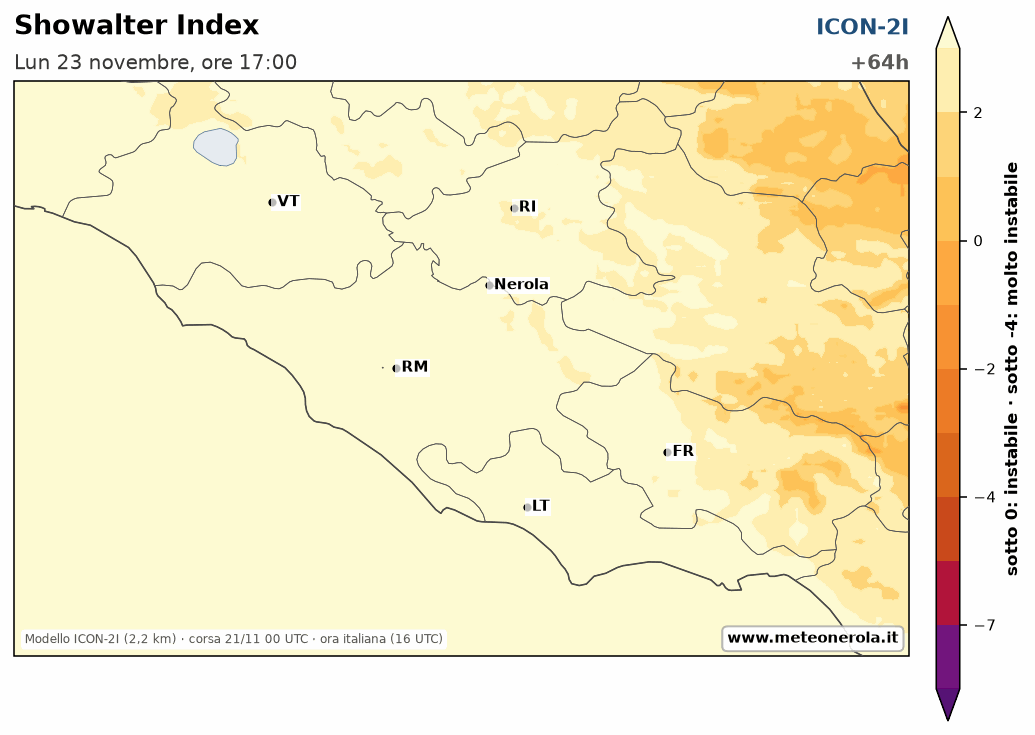 Showalter Index
ICON-2I
Lun 23 novembre, ore 17:00
+64h
VT
RI
Nerola
RM
FR
LT
Modello ICON-2I (2,2 km) · corsa 21/11 00 UTC · ora italiana (16 UTC)
www.meteonerola.it
2
0
−2
−4
−7
sotto 0: instabile · sotto -4: molto instabile